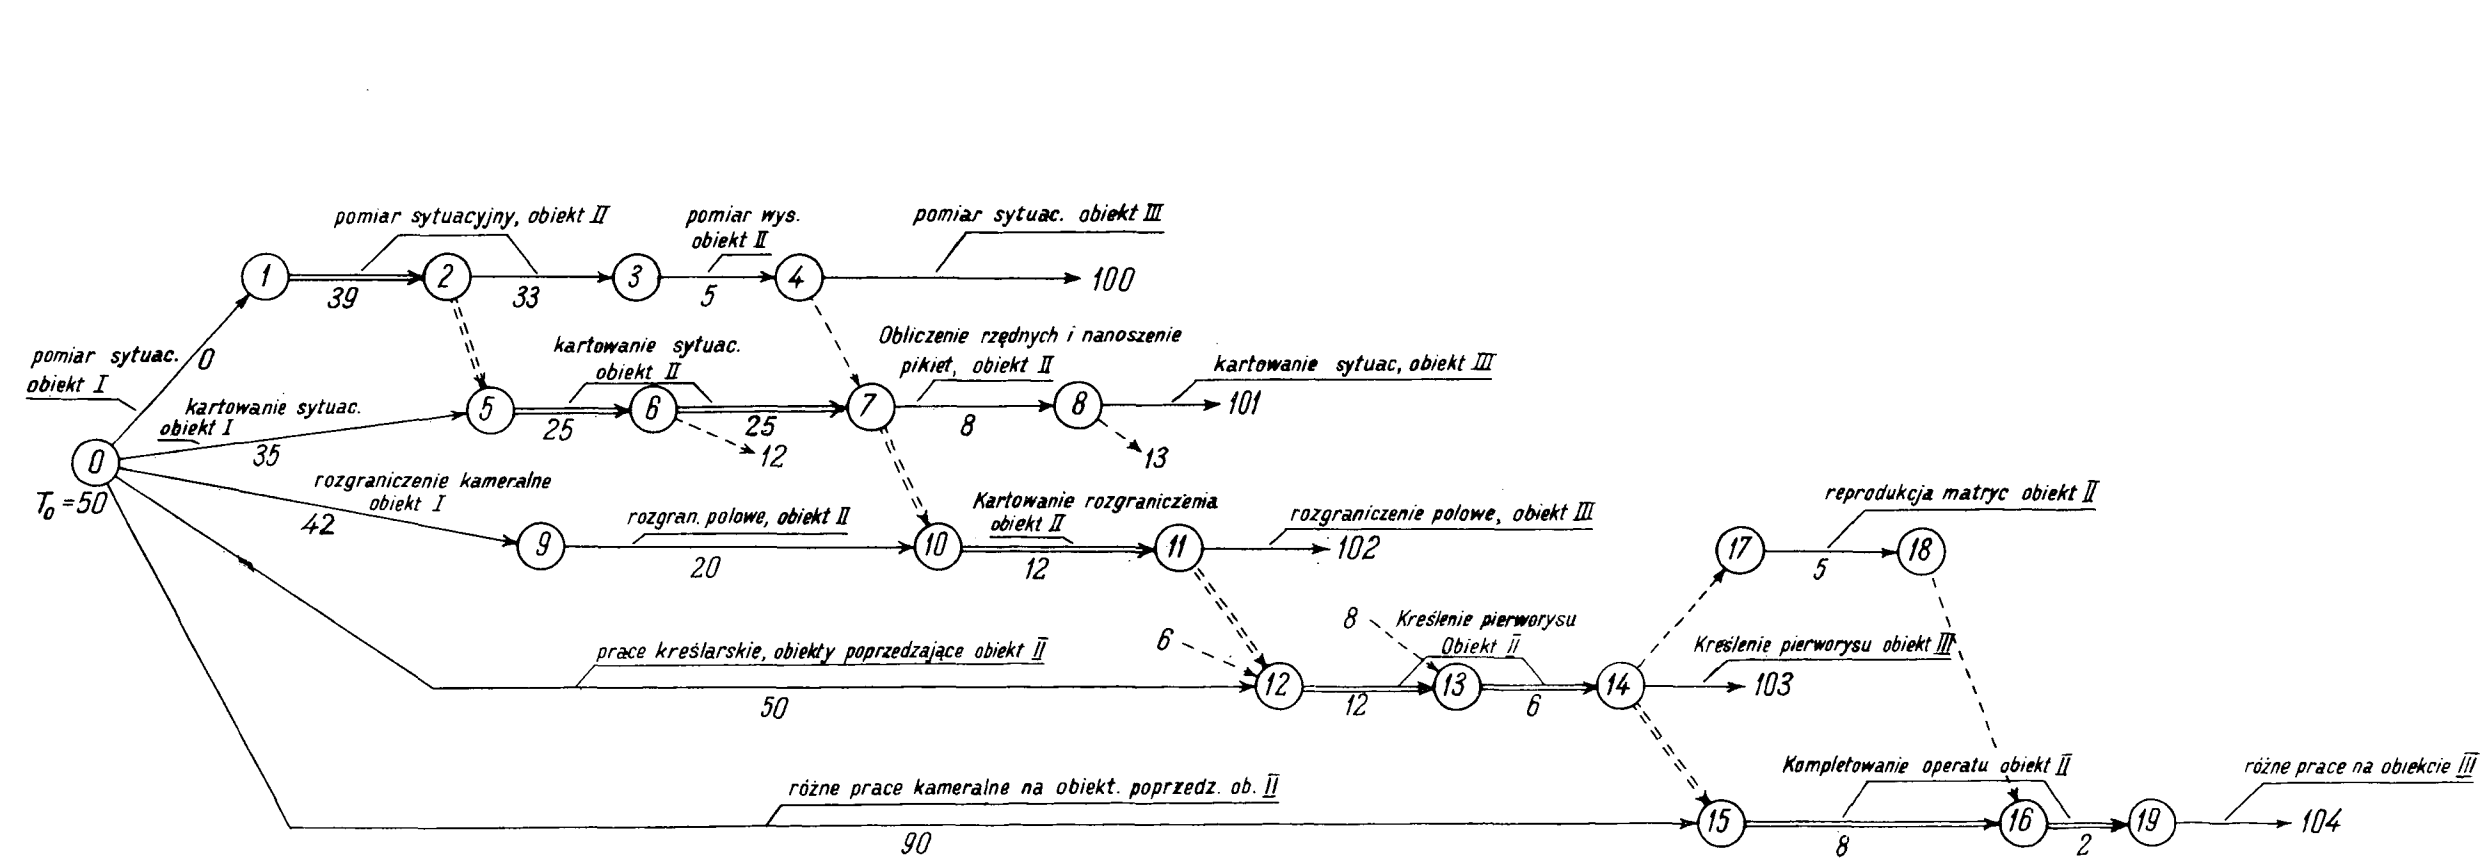 pomiar sytuacyjny, obiekt II
pomiar wys.
obiekt II
pomiar sytuac. obiekt III
1
39
2
33
3
5
4
100
pomiar sytuac.
obiekt I
0
kartowanie sytuac.
obiekt I
35
kartowanie sytuac.
obiekt II
5
25
6
25
7
12
Obliczenie rzędnych i nanoszenie
pikiet, obiekt II
8
8
kartowanie sytuac, obiekt III
101
13
0
T₀=50
rozgraniczenie kameralne
obiekt I
42
9
rozgran. polowe, obiekt II
20
10
Kartowanie rozgraniczenia
obiekt II
12
11
rozgraniczenie polowe, obiekt III
102
reprodukcja matryc obiekt II
17
5
18
prace kreślarskie, obiekty poprzedzające obiekt II
50
6
12
8
Kreślenie pierworysu
Obiekt II
12
13
6
14
Kreślenie pierworysu obiekt III
103
różne prace kameralne na obiekt. poprzedz. ob. II
90
15
Kompletowanie operatu obiekt II
8
16
2
19
różne prace na obiekcie III
104